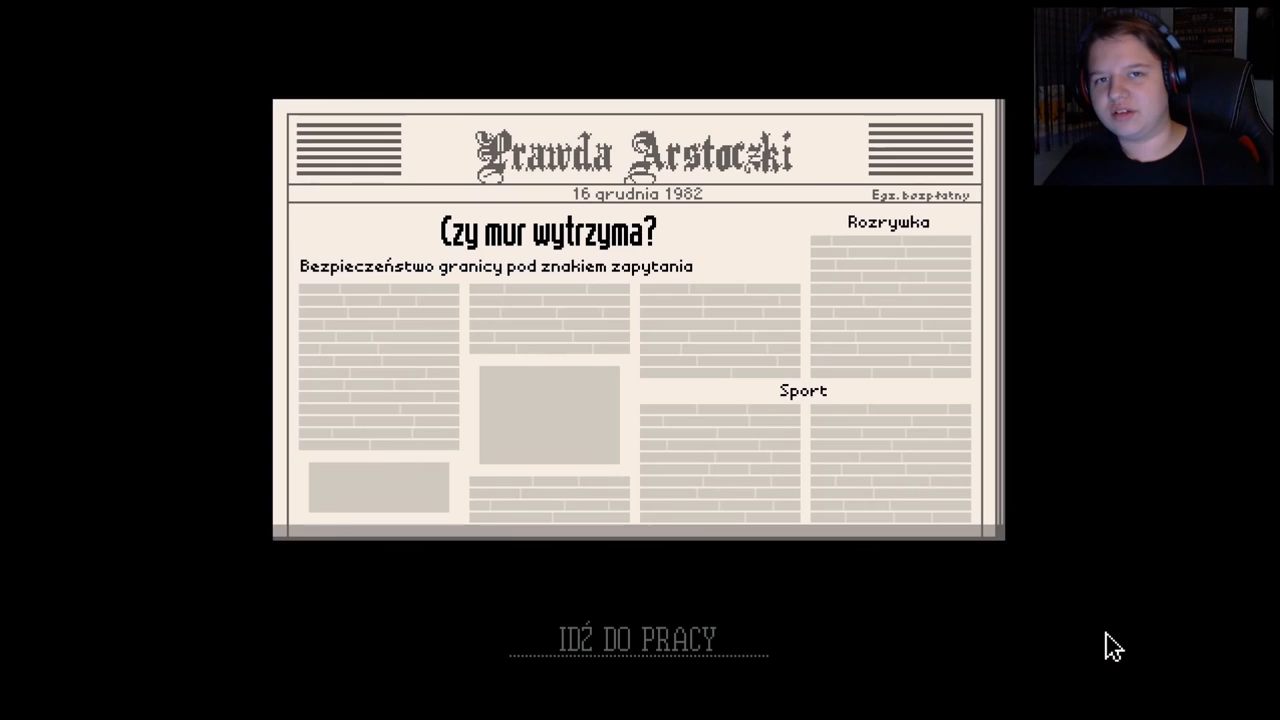 Prawda Arstoczki
16 grudnia 1982
Egz. bezpłatny
Czy mur wytrzyma?
Bezpieczeństwo granicy pod znakiem zapytania
Rozrywka
Sport
IDŹ DO PRACY